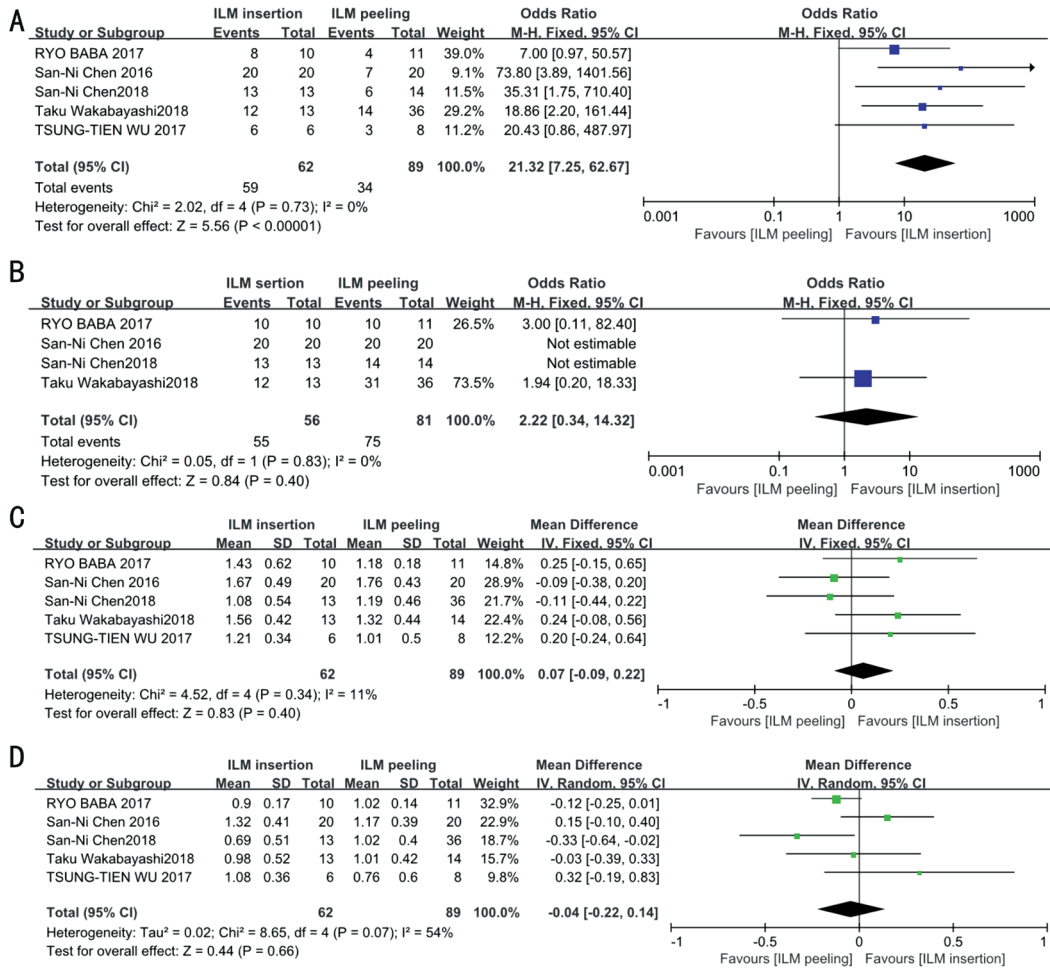 A
ILM insertion ILM peeling Odds Ratio Odds Ratio
Study or Subgroup Events Total Events Total Weight M-H, Fixed, 95% CI M-H, Fixed, 95% CI
RYO BABA 2017 8 10 4 11 39.0% 7.00 [0.97, 50.57]
San-Ni Chen 2016 20 20 7 20 9.1% 73.80 [3.89, 1401.56]
San-Ni Chen2018 13 13 6 14 11.5% 35.31 [1.75, 710.40]
Taku Wakabayashi2018 12 13 14 36 29.2% 18.86 [2.20, 161.44]
TSUNG-TIEN WU 2017 6 6 3 8 11.2% 20.43 [0.86, 487.97]
Total (95% CI) 62 89 100.0% 21.32 [7.25, 62.67]
Total events 59 34
Heterogeneity: Chi² = 2.02, df = 4 (P = 0.73); I² = 0%
Test for overall effect: Z = 5.56 (P < 0.00001)
0.001 0.1 1 10 1000
Favours [ILM peeling] Favours [ILM insertion]
B
ILM sertion ILM peeling Odds Ratio Odds Ratio
Study or Subgroup Events Total Events Total Weight M-H, Fixed, 95% CI M-H, Fixed, 95% CI
RYO BABA 2017 10 10 10 11 26.5% 3.00 [0.11, 82.40]
San-Ni Chen 2016 20 20 20 20 Not estimable
San-Ni Chen2018 13 13 14 14 Not estimable
Taku Wakabayashi2018 12 13 31 36 73.5% 1.94 [0.20, 18.33]
Total (95% CI) 56 81 100.0% 2.22 [0.34, 14.32]
Total events 55 75
Heterogeneity: Chi² = 0.05, df = 1 (P = 0.83); I² = 0%
Test for overall effect: Z = 0.84 (P = 0.40)
0.001 0.1 1 10 1000
Favours [ILM peeling] Favours [ILM insertion]
C
ILM insertion ILM peeling Mean Difference Mean Difference
Study or Subgroup Mean SD Total Mean SD Total Weight IV, Fixed, 95% CI IV, Fixed, 95% CI
RYO BABA 2017 1.43 0.62 10 1.18 0.18 11 14.8% 0.25 [-0.15, 0.65]
San-Ni Chen 2016 1.67 0.49 20 1.76 0.43 20 28.9% -0.09 [-0.38, 0.20]
San-Ni Chen2018 1.08 0.54 13 1.19 0.46 36 21.7% -0.11 [-0.44, 0.22]
Taku Wakabayashi2018 1.56 0.42 13 1.32 0.44 14 22.4% 0.24 [-0.08, 0.56]
TSUNG-TIEN WU 2017 1.21 0.34 6 1.01 0.5 8 12.2% 0.20 [-0.24, 0.64]
Total (95% CI) 62 89 100.0% 0.07 [-0.09, 0.22]
Heterogeneity: Chi² = 4.52, df = 4 (P = 0.34); I² = 11%
Test for overall effect: Z = 0.83 (P = 0.40)
-1 -0.5 0 0.5 1
Favours [ILM peeling] Favours [ILM insertion]
D
ILM insertion ILM peeling Mean Difference Mean Difference
Study or Subgroup Mean SD Total Mean SD Total Weight IV, Random, 95% CI IV, Random, 95% CI
RYO BABA 2017 0.9 0.17 10 1.02 0.14 11 32.9% -0.12 [-0.25, 0.01]
San-Ni Chen 2016 1.32 0.41 20 1.17 0.39 20 22.9% 0.15 [-0.10, 0.40]
San-Ni Chen2018 0.69 0.51 13 1.02 0.4 36 18.7% -0.33 [-0.64, -0.02]
Taku Wakabayashi2018 0.98 0.52 13 1.01 0.42 14 15.7% -0.03 [-0.39, 0.33]
TSUNG-TIEN WU 2017 1.08 0.36 6 0.76 0.6 8 9.8% 0.32 [-0.19, 0.83]
Total (95% CI) 62 89 100.0% -0.04 [-0.22, 0.14]
Heterogeneity: Tau² = 0.02; Chi² = 8.65, df = 4 (P = 0.07); I² = 54%
Test for overall effect: Z = 0.44 (P = 0.66)
-1 -0.5 0 0.5 1
Favours [ILM peeling] Favours [ILM insertion]